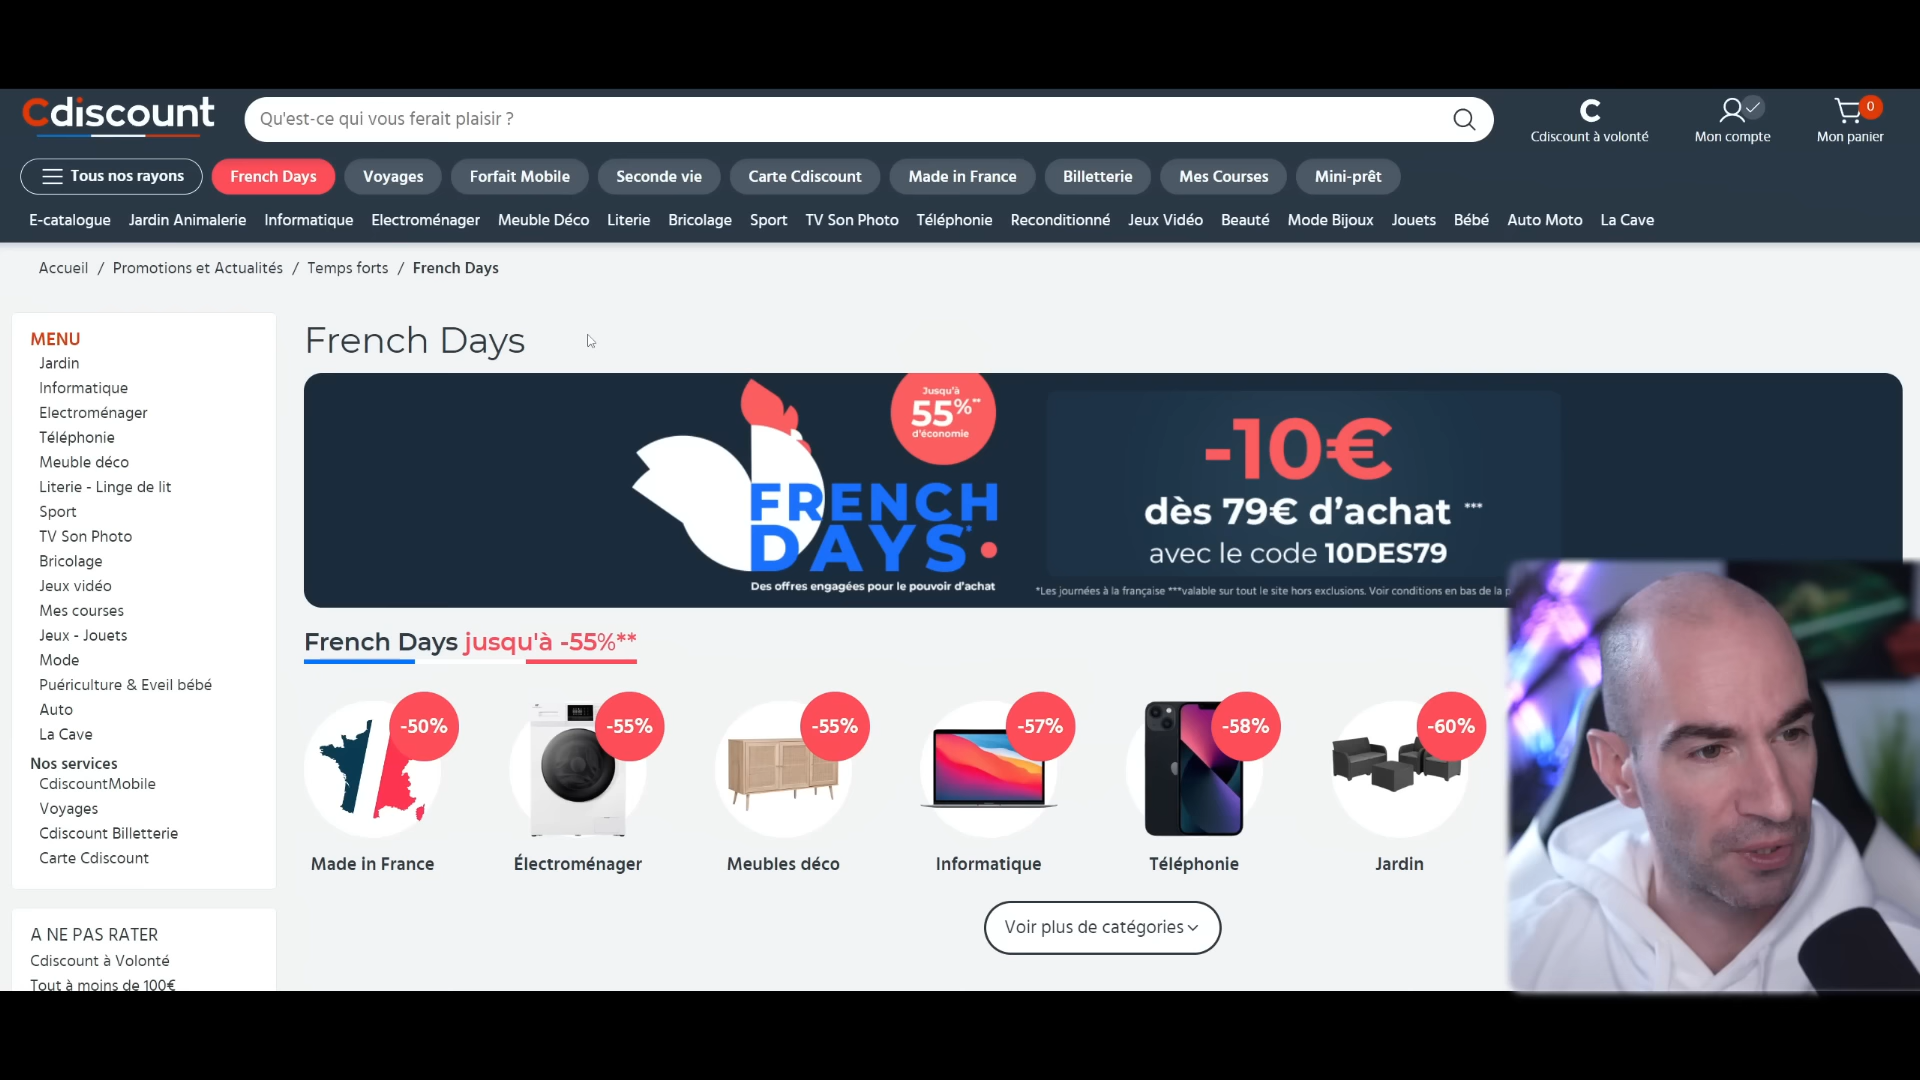 Cdiscount
Qu'est-ce qui vous ferait plaisir ?
C
Cdiscount à volonté
Mon compte
0
Mon panier
Tous nos rayons
French Days
Voyages
Forfait Mobile
Seconde vie
Carte Cdiscount
Made in France
Billetterie
Mes Courses
Mini-prêt
E-catalogue
Jardin Animalerie
Informatique
Electroménager
Meuble Déco
Literie
Bricolage
Sport
TV Son Photo
Téléphonie
Reconditionné
Jeux Vidéo
Beauté
Mode Bijoux
Jouets
Bébé
Auto Moto
La Cave
Accueil / Promotions et Actualités / Temps forts / French Days
MENU
Jardin
Informatique
Electroménager
Téléphonie
Meuble déco
Literie - Linge de lit
Sport
TV Son Photo
Bricolage
Jeux vidéo
Mes courses
Jeux - Jouets
Mode
Puériculture & Eveil bébé
Auto
La Cave
Nos services
CdiscountMobile
Voyages
Cdiscount Billetterie
Carte Cdiscount
A NE PAS RATER
Cdiscount à Volonté
Tout à moins de 100€
French Days
Jusqu'à
55%**
d'économie
FRENCH
DAYS*
Des offres engagées pour le pouvoir d'achat
-10€
dès 79€ d'achat ***
avec le code 10DES79
*Les journées à la française ***valable sur tout le site hors exclusions. Voir conditions en bas de la
French Days jusqu'à -55%**
-50%
Made in France
-55%
Électroménager
-55%
Meubles déco
-57%
Informatique
-58%
Téléphonie
-60%
Jardin
Voir plus de catégories